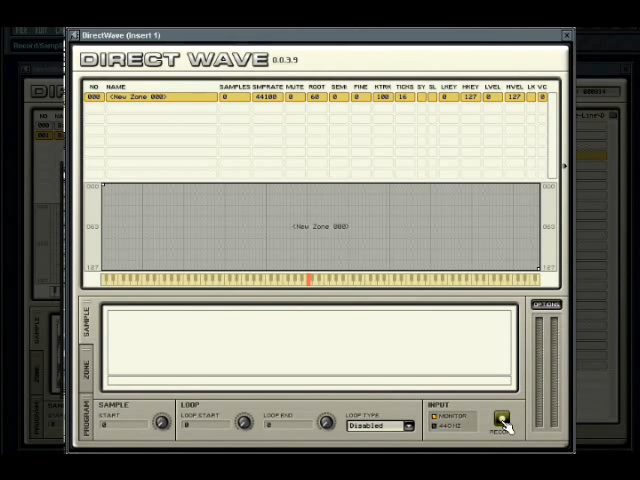 DirectWave (Insert 1)
DIRECT WAVE 0.0.3.9
NO NAME SAMPLES SMPRATE MUTE ROOT SEMI FINE KTRK TICKS SY SL LKEY HKEY LVEL HVEL LK VC
000 (New Zone 000) 0 44100 0 60 0 0 100 16 0 127 0 127 0
000 000
063 (New Zone 000) 063
127 127
OPTIONS
SAMPLE
ZONE
PROGRAM
SAMPLE LOOP INPUT
START LOOP START LOOP END LOOP TYPE MONITOR
0 0 0 Disabled 440HZ